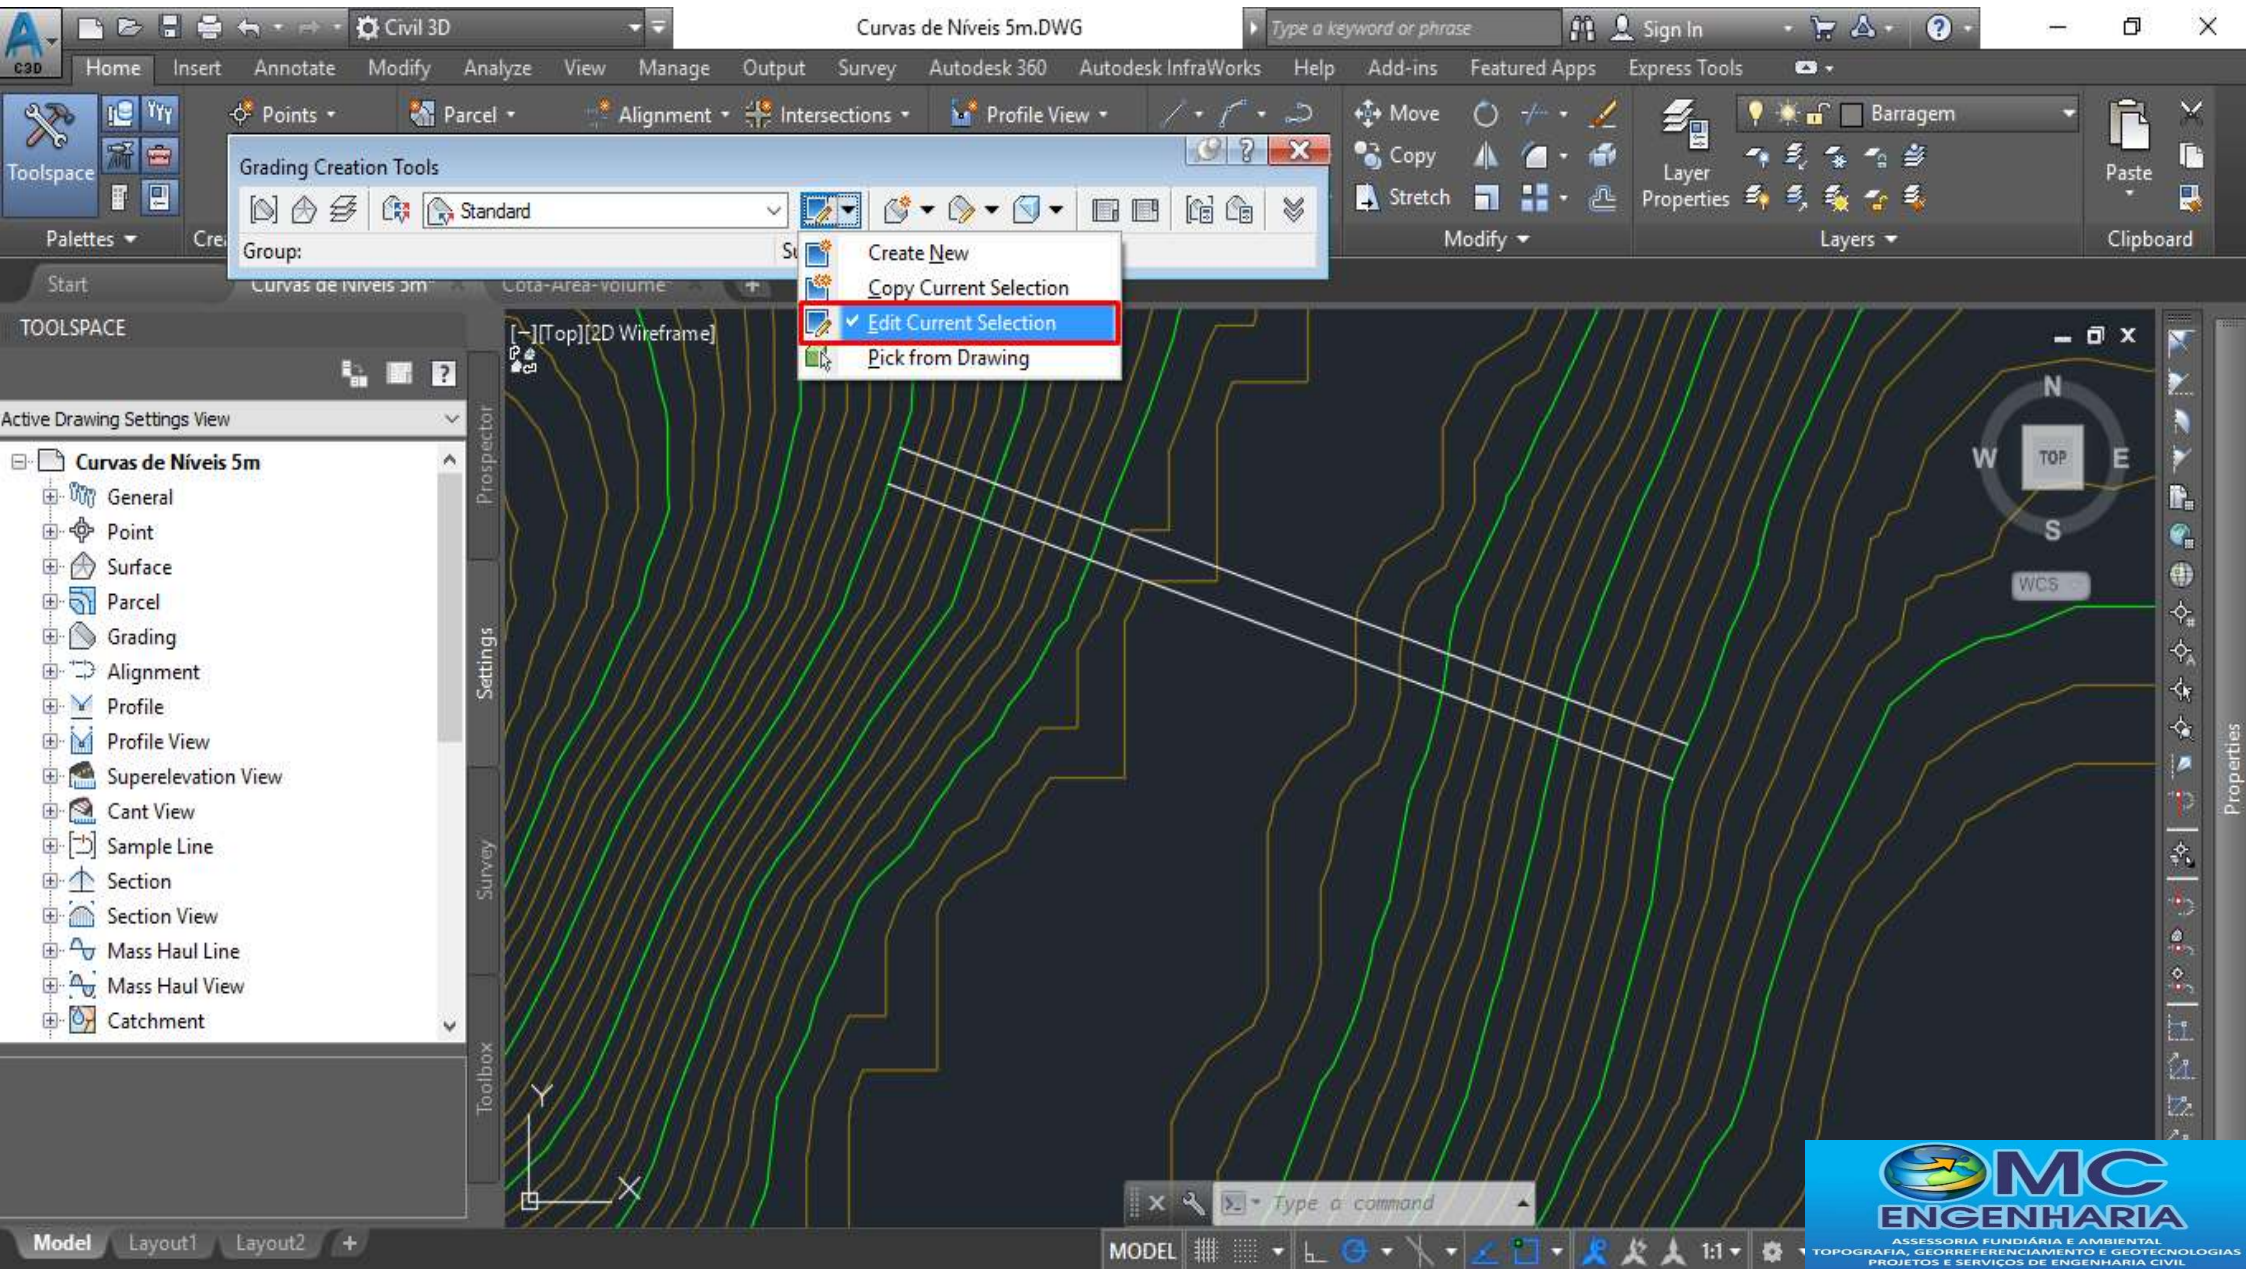 Civil 3D
Curvas de Níveis 5m.DWG
Type a keyword or phrase
Sign In
C3D
Home Insert Annotate Modify Analyze View Manage Output Survey Autodesk 360 Autodesk InfraWorks Help Add-ins Featured Apps Express Tools
Points Parcel Alignment Intersections Profile View
Move
Barragem
Grading Creation Tools
Copy
Toolspace
Layer
Properties
Paste
Standard
Stretch
Palettes
Modify
Layers
Clipboard
Group:
Create New
Copy Current Selection
Edit Current Selection
Pick from Drawing
Start
Curvas de Níveis 5m*
Cota-Area-Volume*
TOOLSPACE
[−][Top][2D Wireframe]
Active Drawing Settings View
Curvas de Níveis 5m
General
Point
Surface
Parcel
Grading
Alignment
Profile
Profile View
Superelevation View
Cant View
Sample Line
Section
Section View
Mass Haul Line
Mass Haul View
Catchment
Prospector
Settings
Survey
Toolbox
N
W
TOP
E
S
WCS
Properties
Y
X
Type a command
Model Layout1 Layout2 +
MODEL
1:1
MC
ENGENHARIA
ASSESSORIA FUNDIÁRIA E AMBIENTAL
TOPOGRAFIA, GEORREFERENCIAMENTO E GEOTECNOLOGIAS
PROJETOS E SERVIÇOS DE ENGENHARIA CIVIL